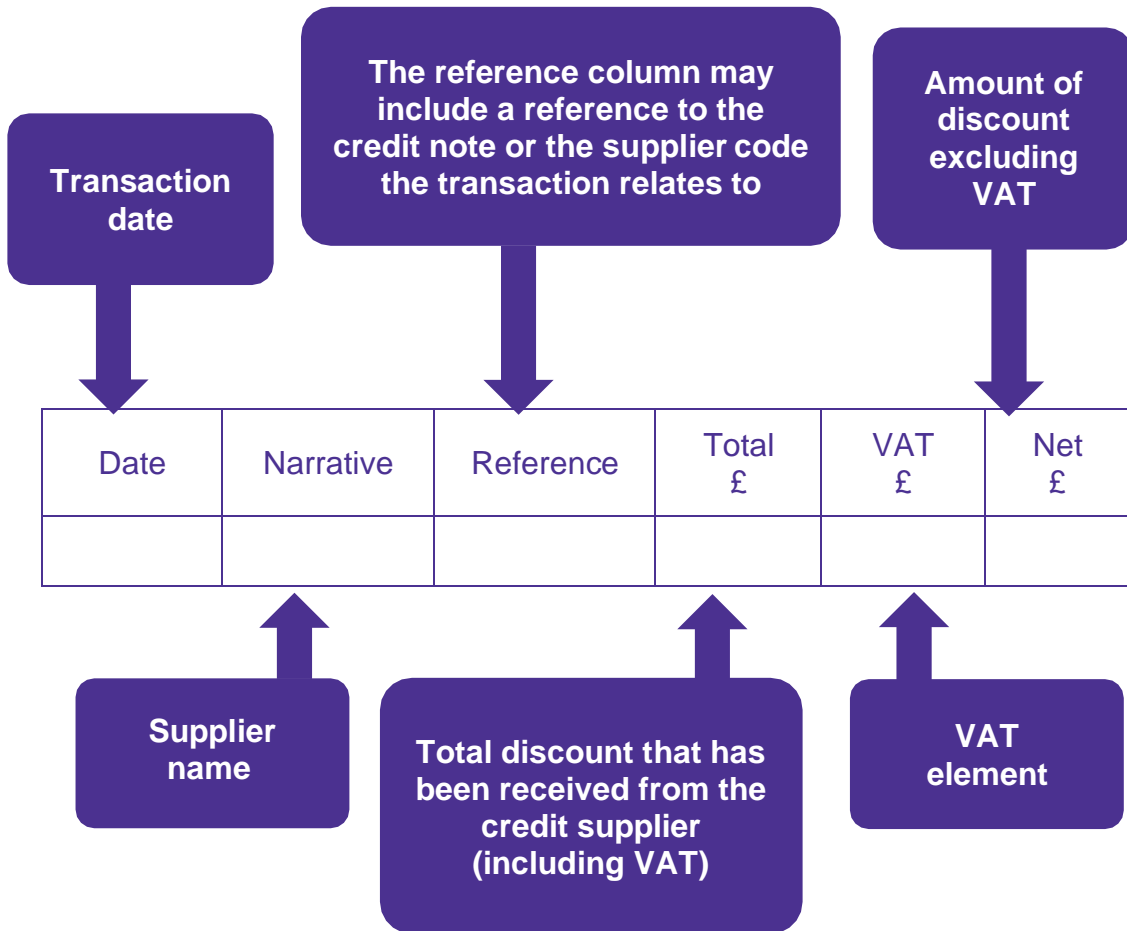 Transaction
date
The reference column may
include a reference to the
credit note or the supplier code
the transaction relates to
Amount of
discount
excluding
VAT
Date
Narrative
Reference
Total
£
VAT
£
Net
£
Supplier
name
Total discount that has
been received from the
credit supplier
(including VAT)
VAT
element